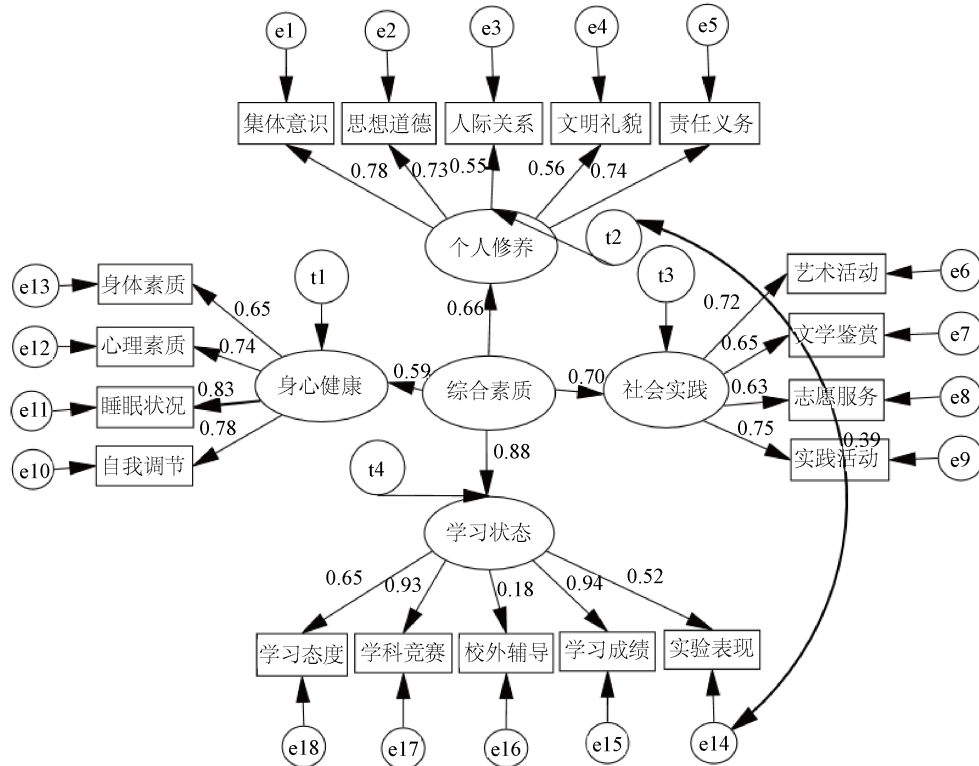 e1
e2
e3
e4
e5
集体意识
思想道德
人际关系
文明礼貌
责任义务
0.78
0.73
0.55
0.56
0.74
个人修养
t2
t1
t3
e13
身体素质
艺术活动
e6
0.65
0.66
0.72
e12
心理素质
文学鉴赏
e7
0.74
0.65
身心健康
0.59
综合素质
0.70
社会实践
e11
睡眠状况
0.83
0.63
志愿服务
e8
0.78
0.75
0.39
e10
自我调节
实践活动
e9
t4
0.88
学习状态
0.65
0.93
0.18
0.94
0.52
学习态度
学科竞赛
校外辅导
学习成绩
实验表现
e18
e17
e16
e15
e14